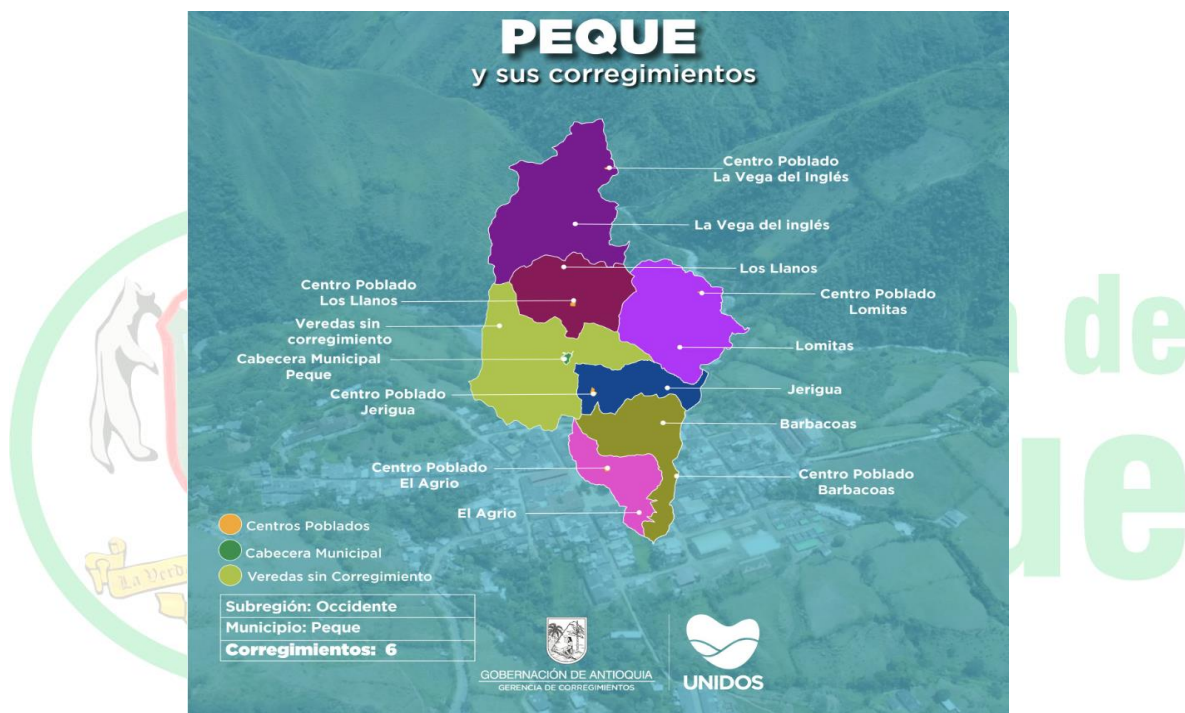 PEQUE
y sus corregimientos
Centro Poblado
La Vega del Inglés
La Vega del inglés
Los Llanos
Centro Poblado
Los Llanos
Centro Poblado
Lomitas
Veredas sin
corregimiento
Lomitas
Cabecera Municipal
Peque
Jerigua
Centro Poblado
Jerigua
Barbacoas
Centro Poblado
El Agrio
Centro Poblado
Barbacoas
El Agrio
Centros Poblados
Cabecera Municipal
Veredas sin Corregimiento
Subregión: Occidente
Municipio: Peque
Corregimientos: 6
GOBERNACIÓN DE ANTIOQUIA
GERENCIA DE CORREGIMIENTOS
UNIDOS
de
ue
La